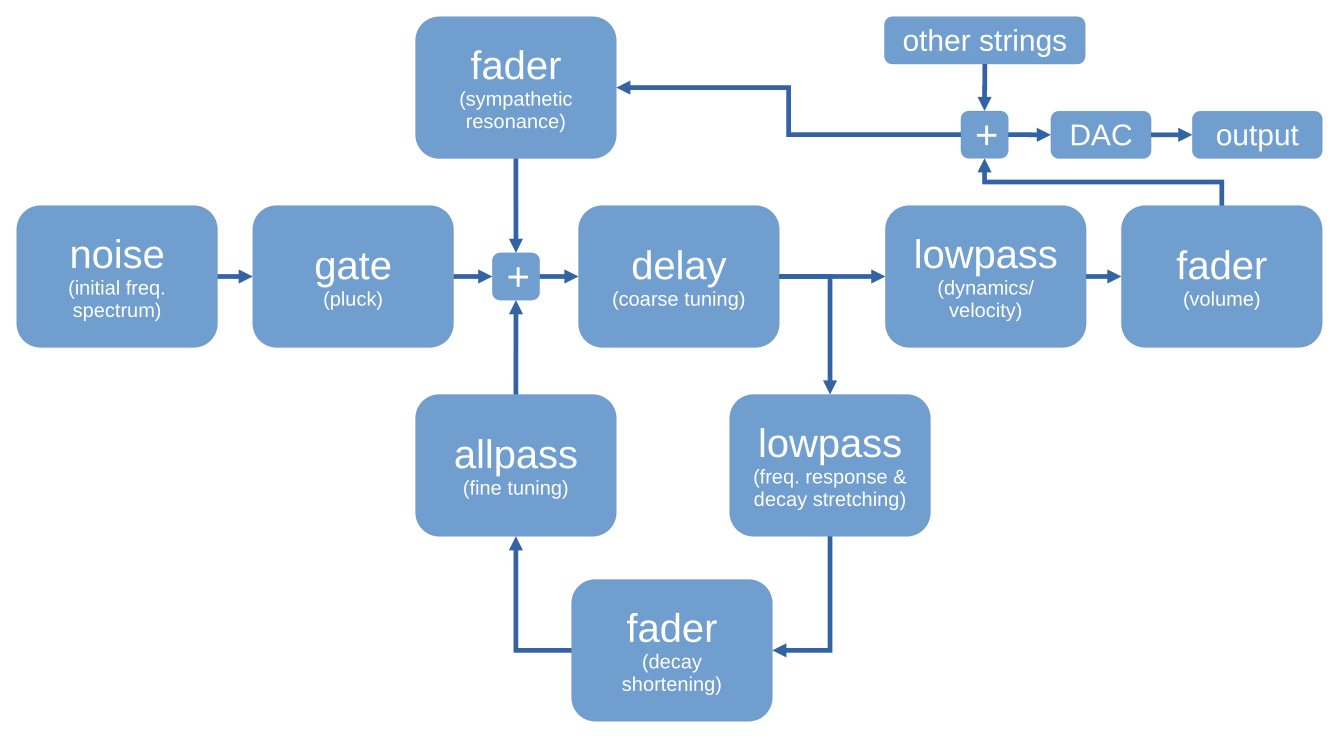 fader
(sympathetic
resonance)
other strings
+
DAC
output
noise
(initial freq.
spectrum)
gate
(pluck)
+
delay
(coarse tuning)
lowpass
(dynamics/
velocity)
fader
(volume)
allpass
(fine tuning)
lowpass
(freq. response &
decay stretching)
fader
(decay
shortening)